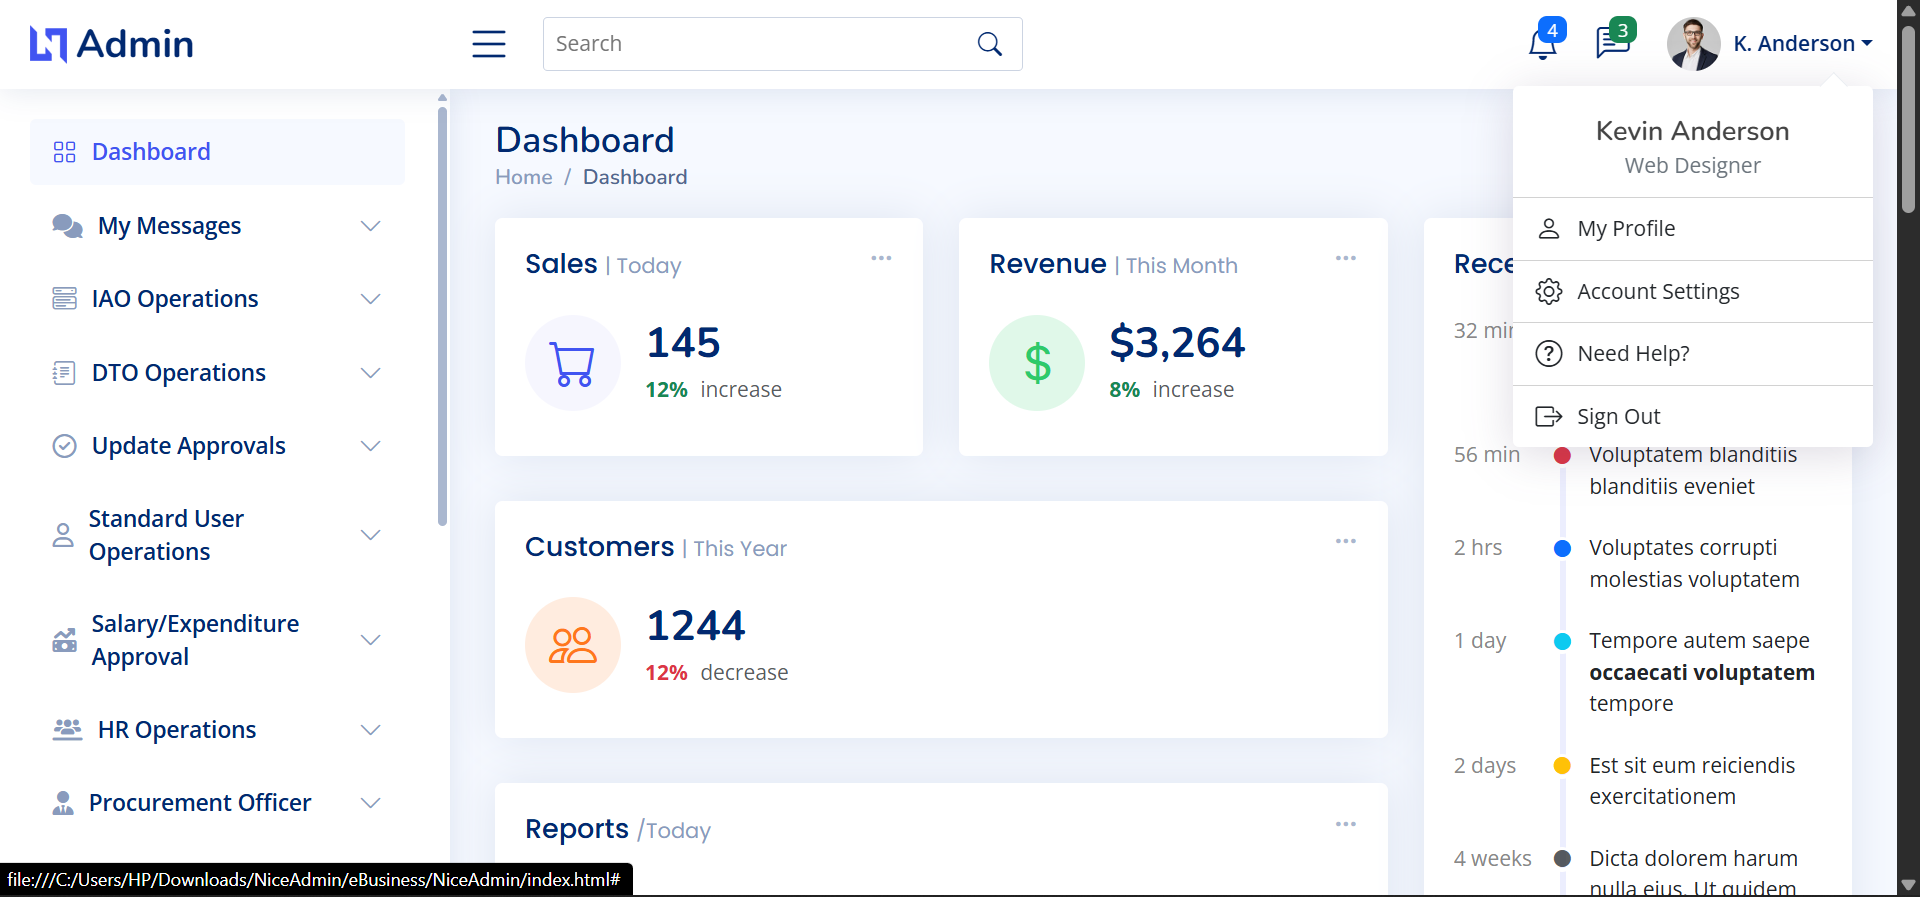 Admin
Search
4
3
K. Anderson
Kevin Anderson
Web Designer
My Profile
Account Settings
Need Help?
Sign Out
Dashboard
My Messages
IAO Operations
DTO Operations
Update Approvals
Standard User
Operations
Salary/Expenditure
Approval
HR Operations
Procurement Officer
Dashboard
Home / Dashboard
Sales | Today
145
12% increase
Revenue | This Month
$3,264
8% increase
Customers | This Year
1244
12% decrease
Reports /Today
Rece
32 min
56 min
Voluptatem blanditiis
blanditiis eveniet
2 hrs
Voluptates corrupti
molestias voluptatem
1 day
Tempore autem saepe
occaecati voluptatem
tempore
2 days
Est sit eum reiciendis
exercitationem
4 weeks
Dicta dolorem harum
nulla eius. Ut quidem
file:///C:/Users/HP/Downloads/NiceAdmin/eBusiness/NiceAdmin/index.html#